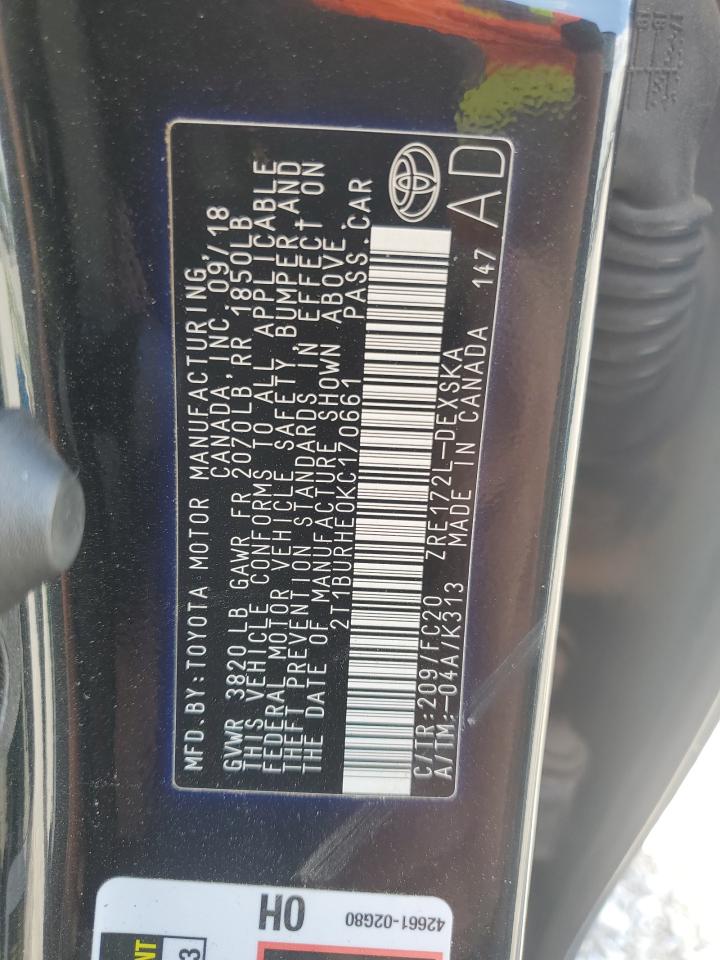 MFD.BY:TOYOTA MOTOR MANUFACTURING,
CANADA,INC. 09/18
GVWR 3820 LB GAWR FR 2070LB, RR 1850LB
THIS VEHICLE CONFORMS TO ALL APPLICABLE
FEDERAL MOTOR VEHICLE SAFETY, BUMPER,AND
THEFT PREVENTION STANDARDS IN EFFECT ON
THE DATE OF MANUFACTURE SHOWN ABOVE.
2T1BURHE0KC170661 PASS.CAR
C/TR:209/FC20 ZRE172L-DEXSKA
A/TM:-04A/K313 MADE IN CANADA 147 AD
0H
42661-02G80